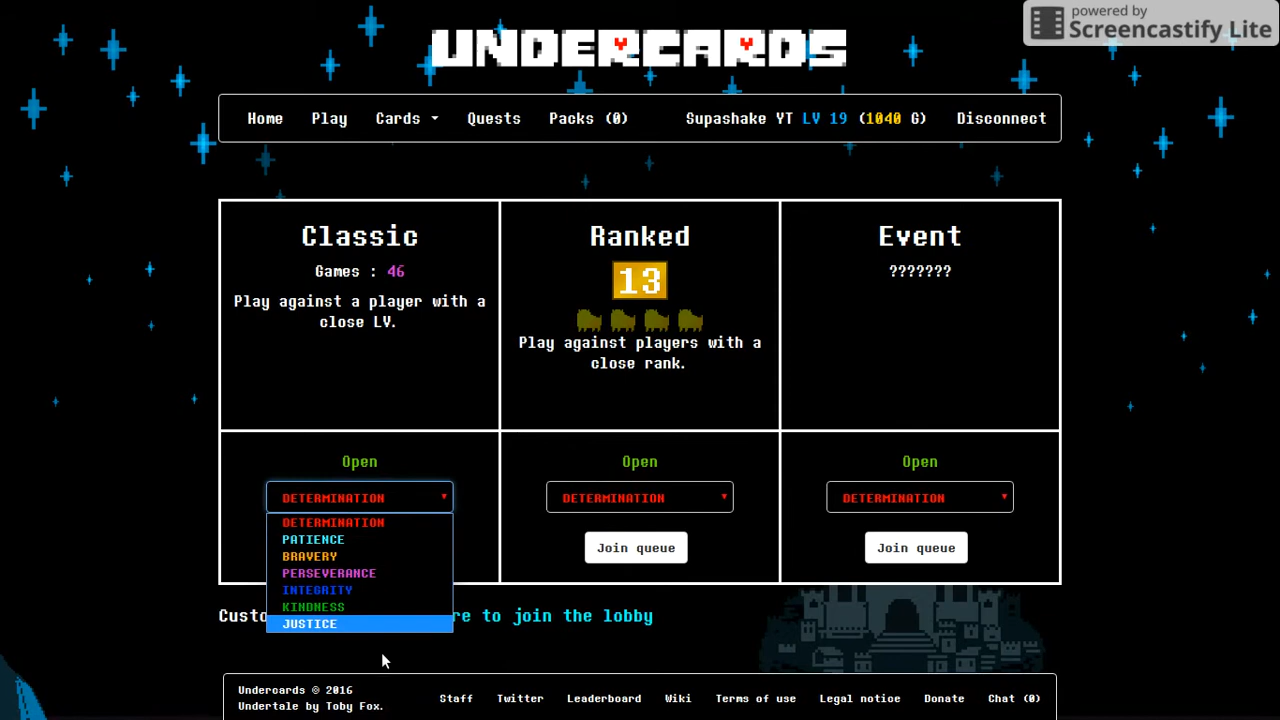 powered by
Screencastify Lite
UNDERCARDS
Home Play Cards Quests Packs (0) Supashake YT LV 19 (1040 G) Disconnect
Classic
Games : 46
Play against a player with a
close LV.
Ranked
13
Play against players with a
close rank.
Event
???????
Open
DETERMINATION
DETERMINATION
PATIENCE
BRAVERY
PERSEVERANCE
INTEGRITY
KINDNESS
JUSTICE
Open
DETERMINATION
Join queue
Open
DETERMINATION
Join queue
to join the lobby
Undercards © 2016
Undertale by Toby Fox.
Staff Twitter Leaderboard Wiki Terms of use Legal notice Donate Chat (0)